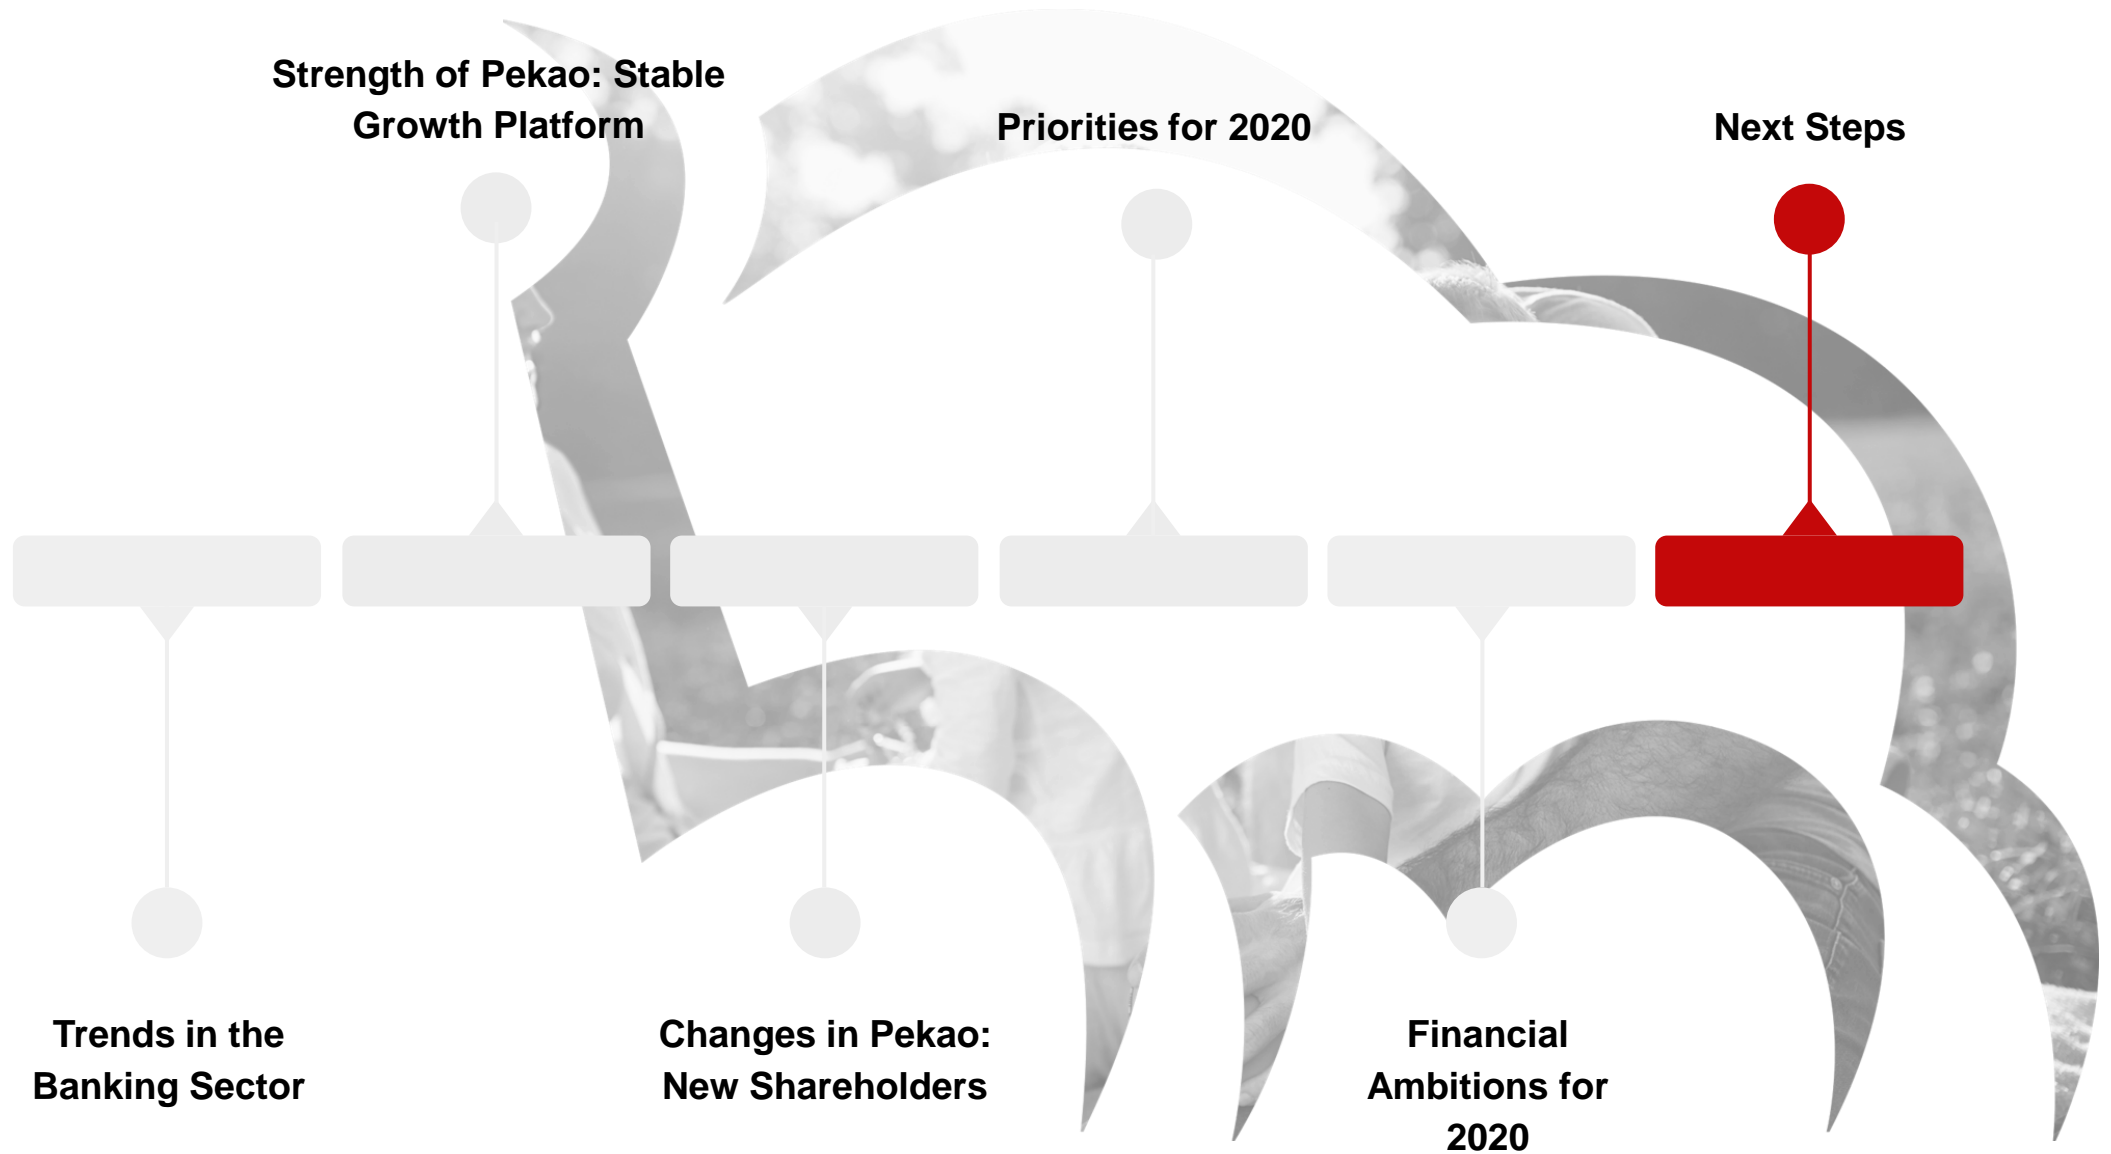 Strength of Pekao: Stable
Growth Platform
Priorities for 2020
Next Steps
Trends in the
Banking Sector
Changes in Pekao:
New Shareholders
Financial
Ambitions for
2020